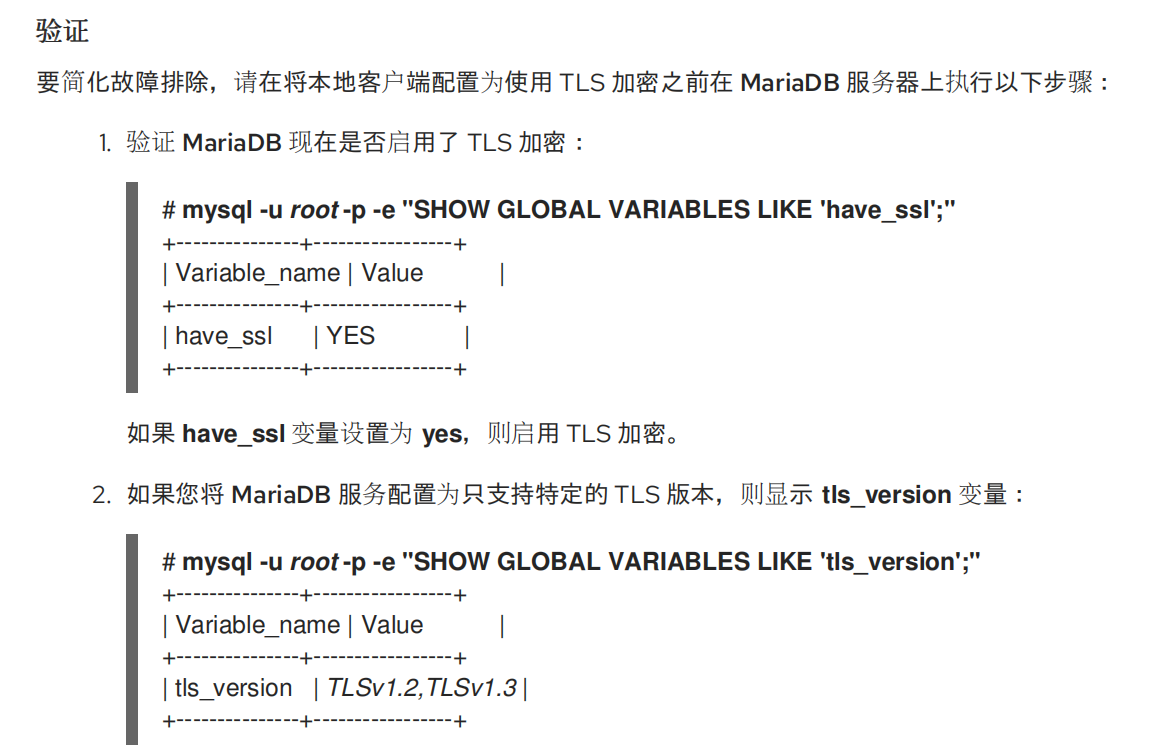 验证
要简化故障排除，请在将本地客户端配置为使用 TLS 加密之前在 MariaDB 服务器上执行以下步骤：
1. 验证 MariaDB 现在是否启用了 TLS 加密：
# mysql -u root -p -e "SHOW GLOBAL VARIABLES LIKE 'have_ssl';"
+---------------+-----------------+
| Variable_name | Value           |
+---------------+-----------------+
| have_ssl      | YES             |
+---------------+-----------------+
如果 have_ssl 变量设置为 yes，则启用 TLS 加密。
2. 如果您将 MariaDB 服务配置为只支持特定的 TLS 版本，则显示 tls_version 变量：
# mysql -u root -p -e "SHOW GLOBAL VARIABLES LIKE 'tls_version';"
+---------------+-----------------+
| Variable_name | Value           |
+---------------+-----------------+
| tls_version   | TLSv1.2,TLSv1.3 |
+---------------+-----------------+